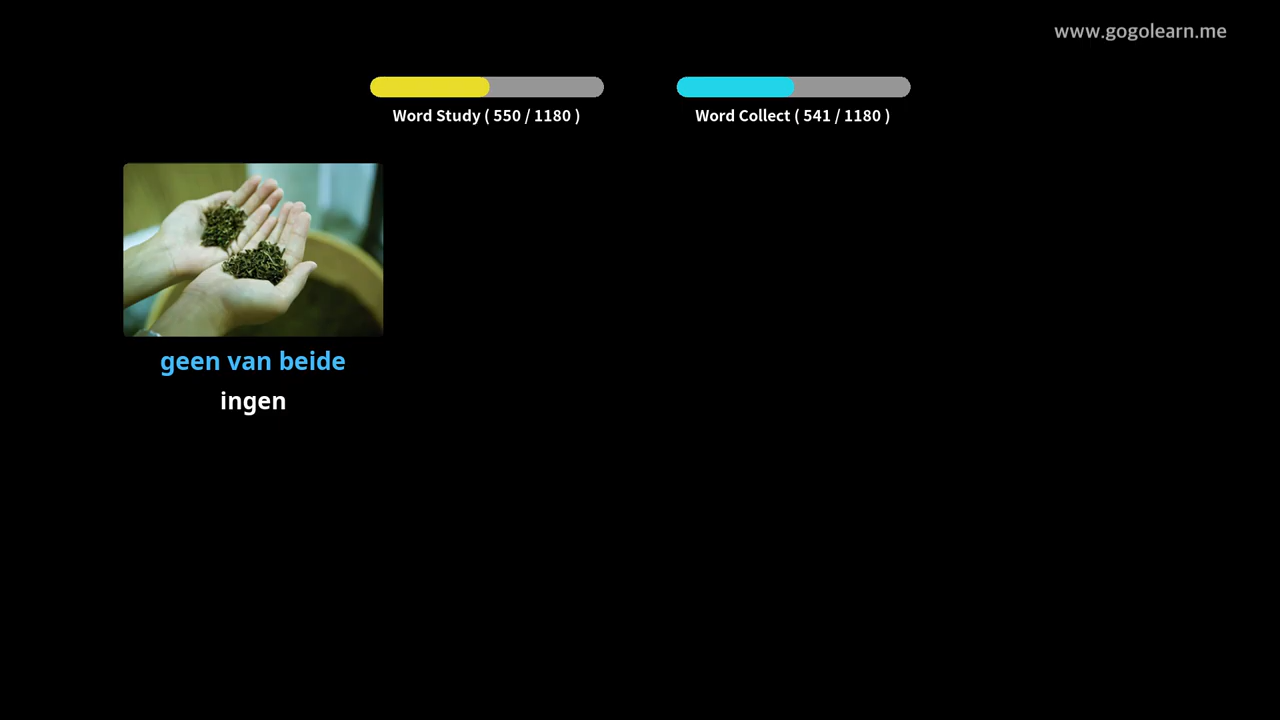 www.gogolearn.me
Word Study ( 550 / 1180 )
Word Collect ( 541 / 1180 )
geen van beide
ingen